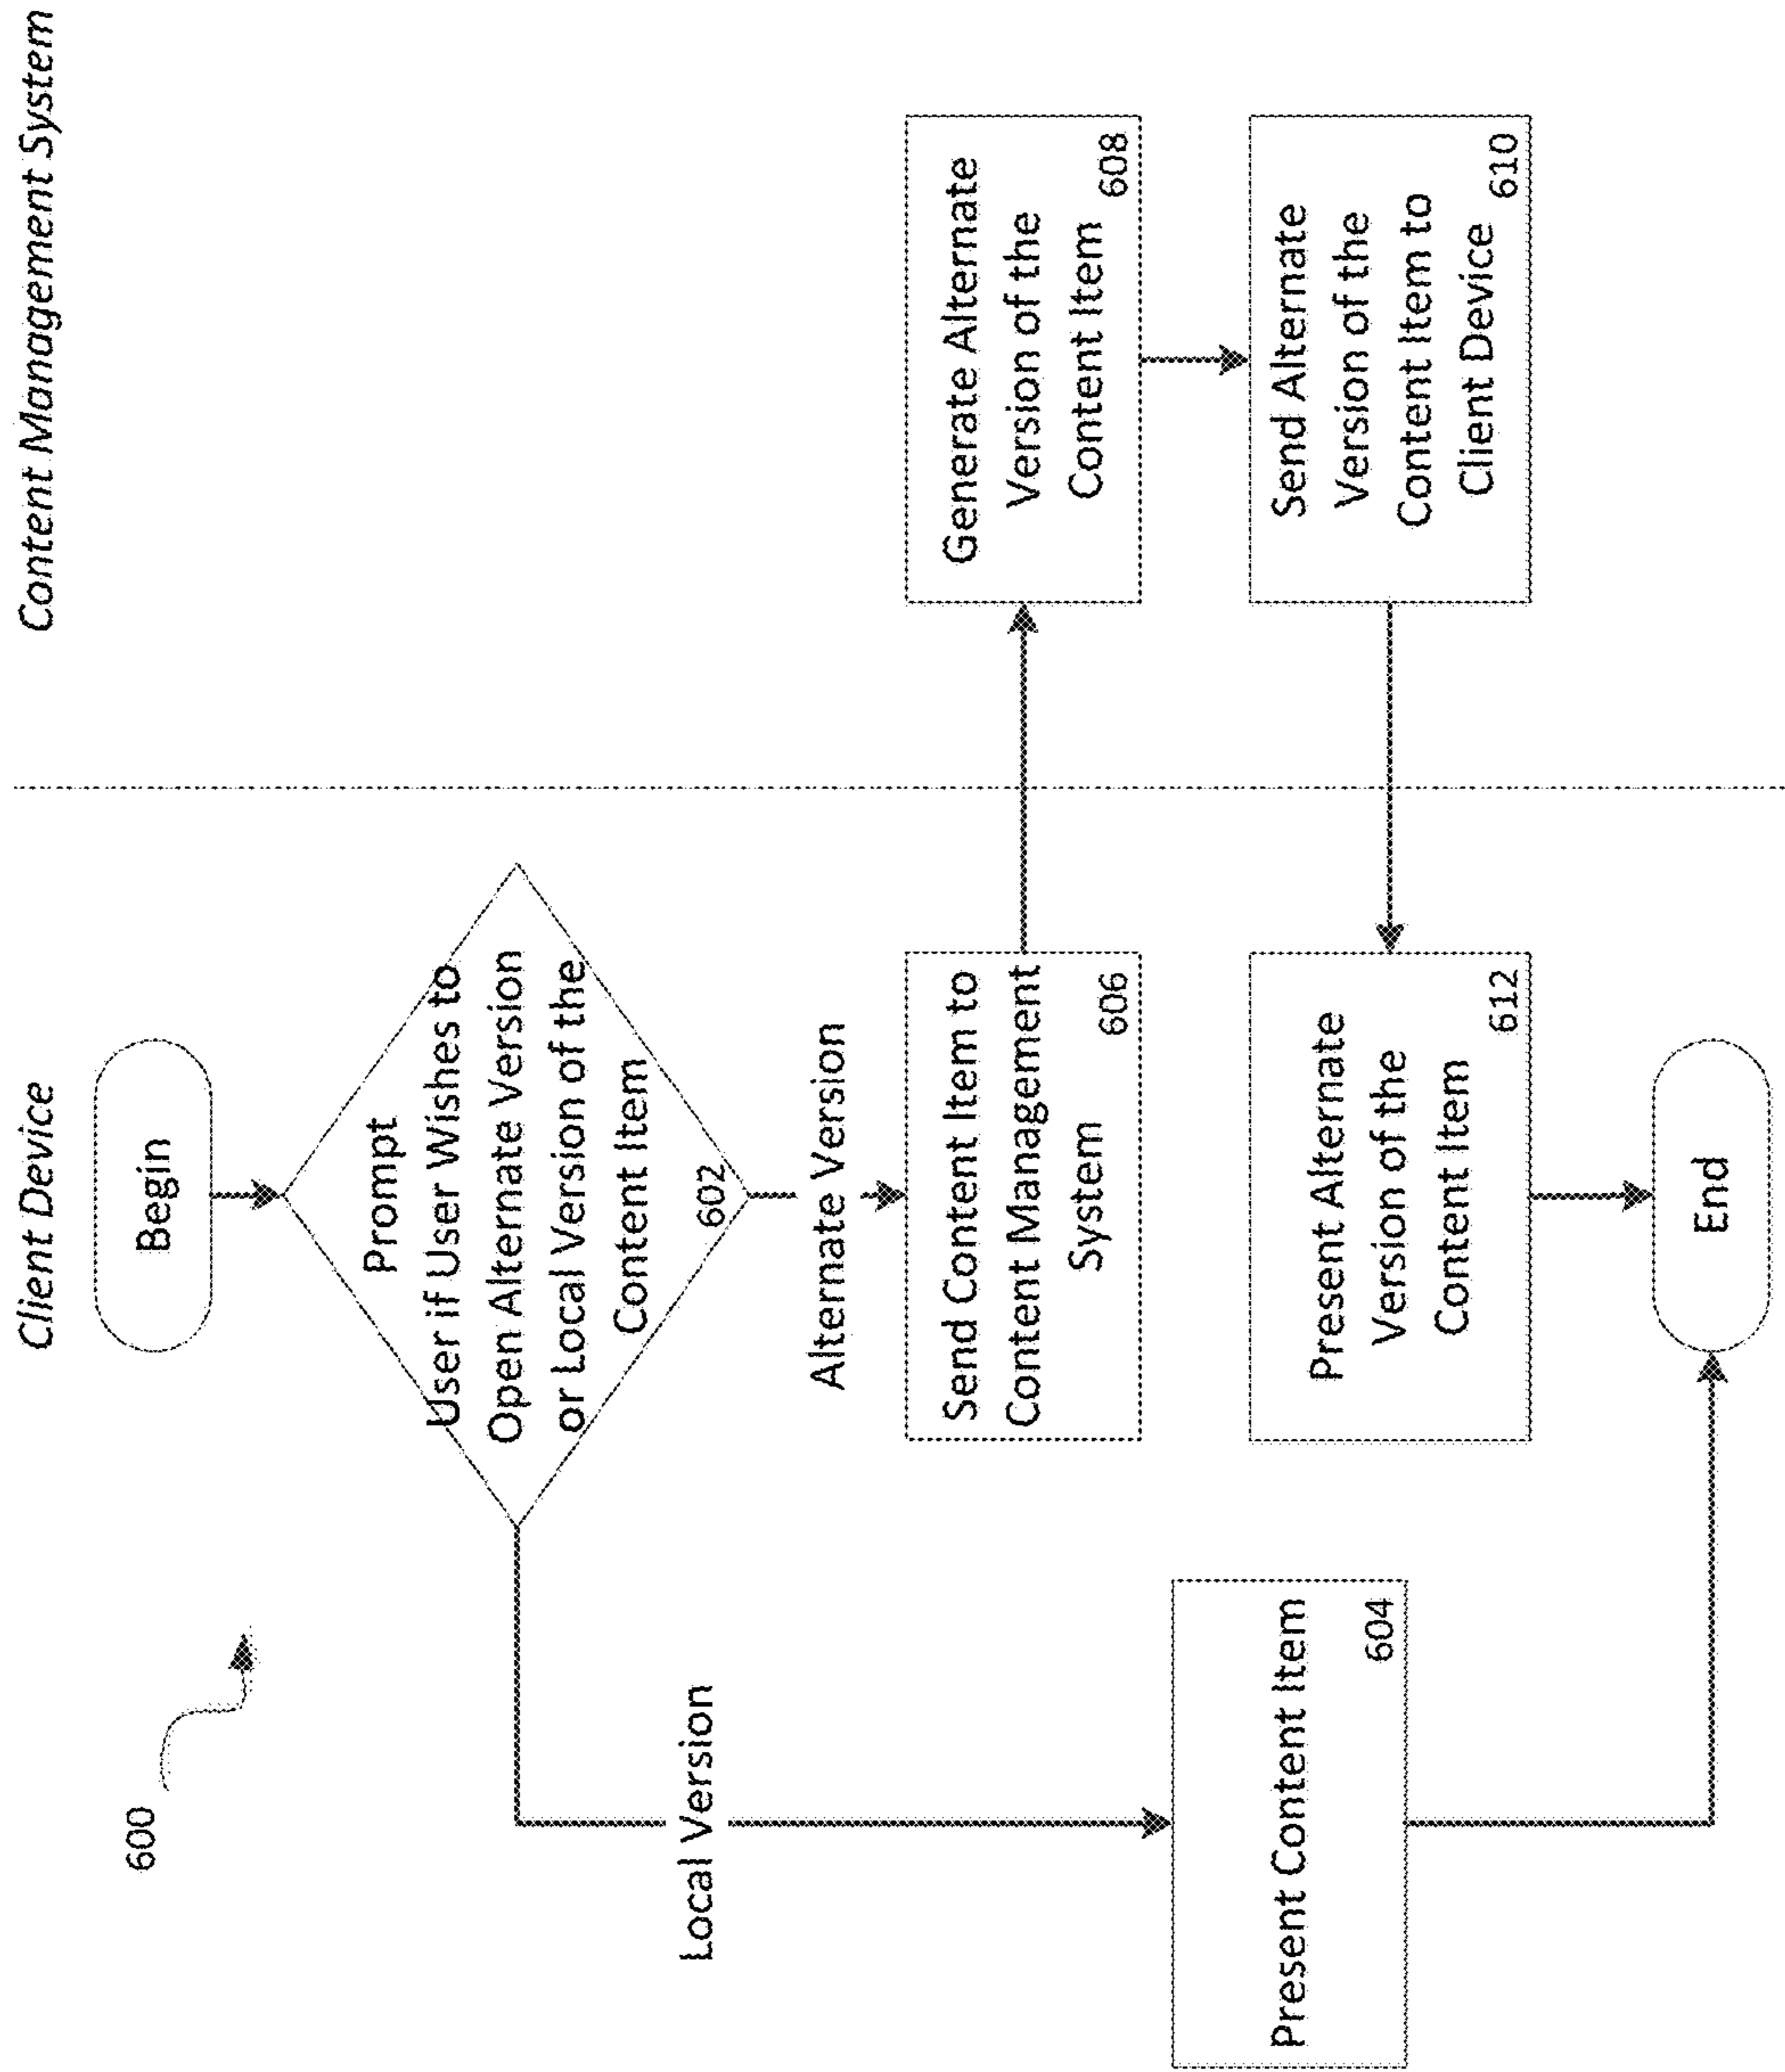 Client Device
Content Management System
600
Begin
Prompt
User if User Wishes to
Open Alternate Version
or Local Version of the
Content Item
602
Local Version
Alternate Version
Send Content Item to
Content Management
System
606
Generate Alternate
Version of the
Content Item
608
Present Content Item
604
Present Alternate
Version of the
Content Item
612
Send Alternate
Version of the
Content Item to
Client Device
610
End